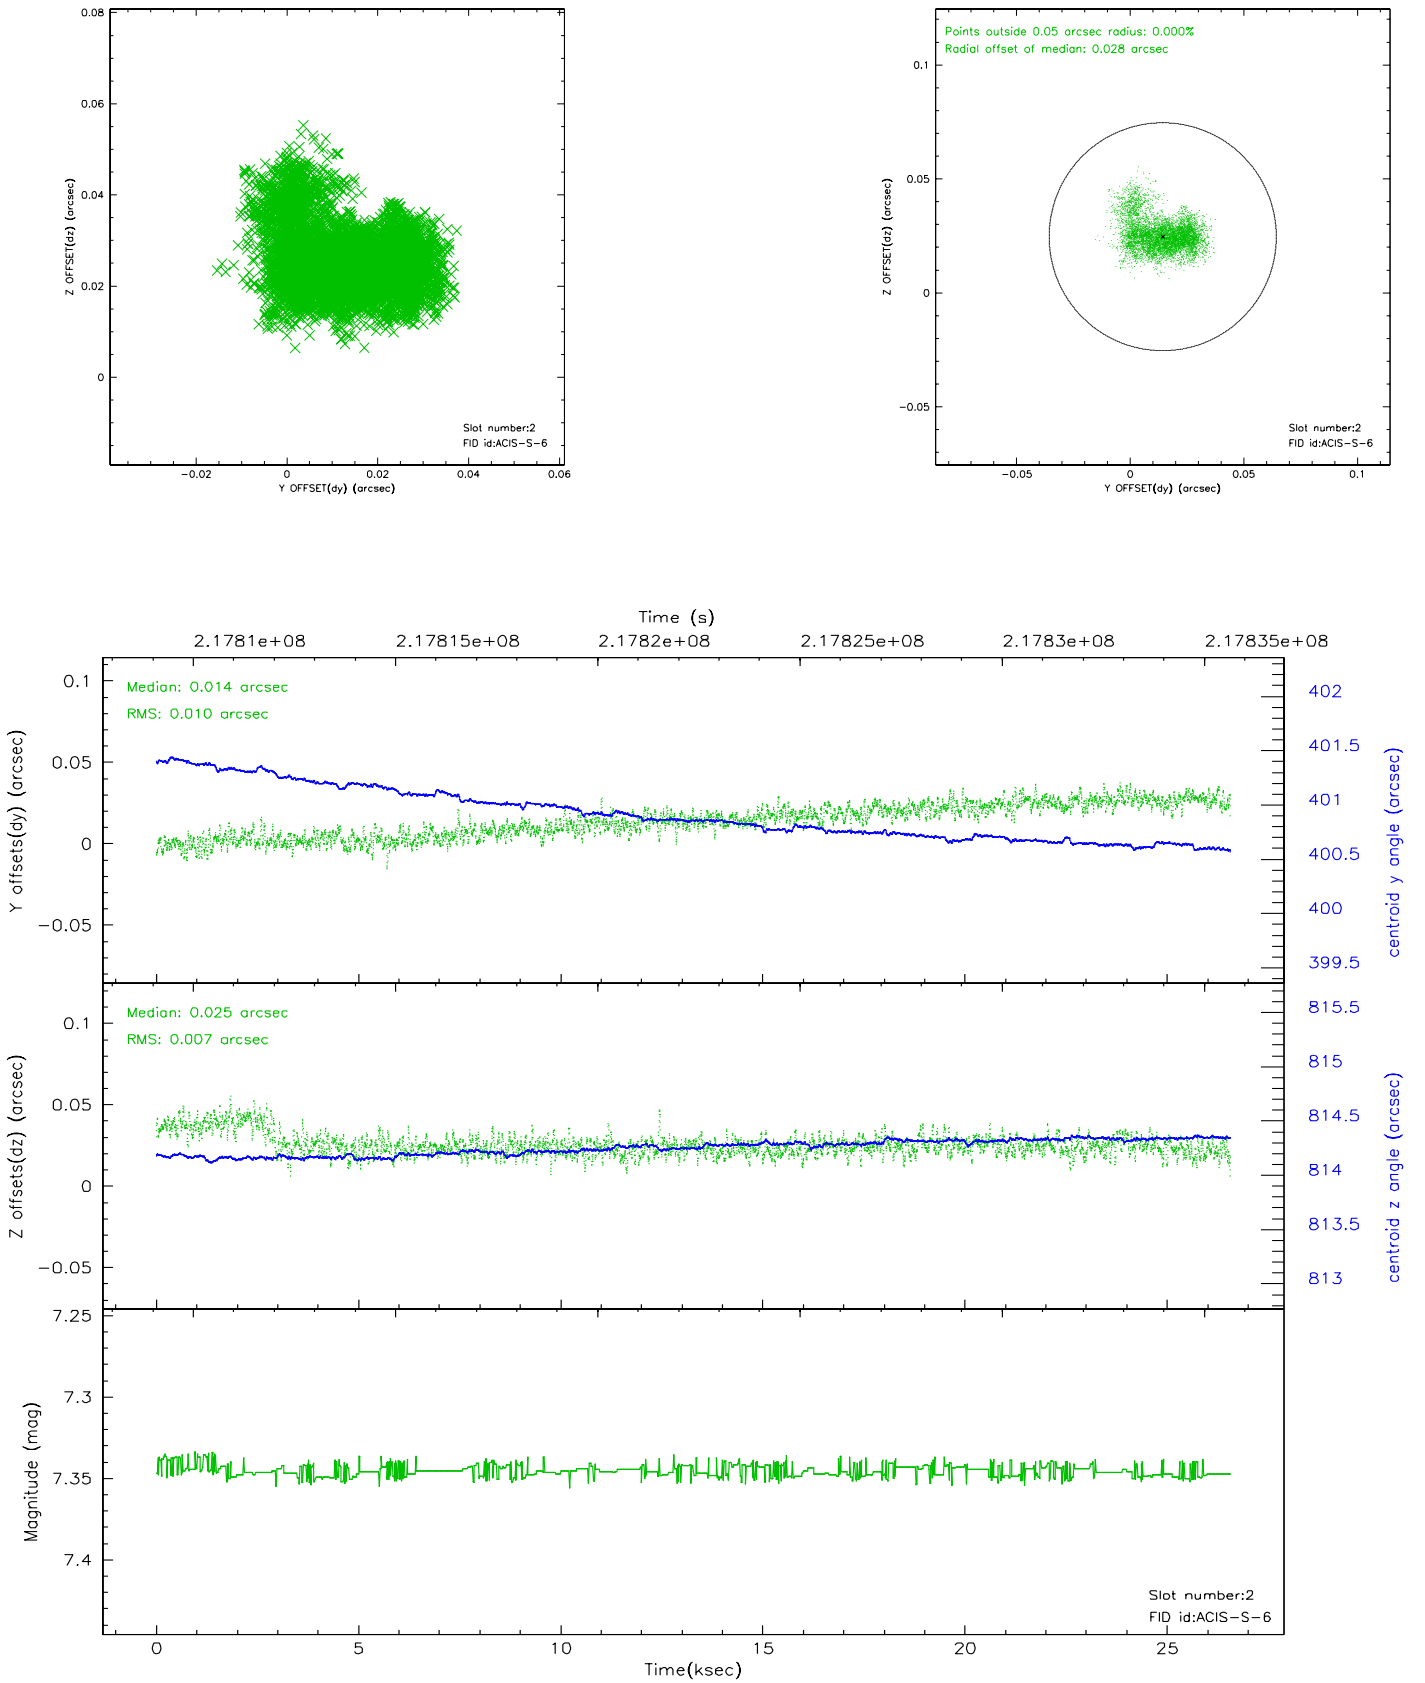 0.08
0.06
0.04
0.02
0
Z OFFSET(dz) (arcsec)
Slot number:2
FID id:ACIS-S-6
-0.02 0 0.02 0.04 0.06
Y OFFSET(dy) (arcsec)
Points outside 0.05 arcsec radius: 0.000%
Radial offset of median: 0.028 arcsec
0.1
0.05
0
-0.05
Z OFFSET(dz) (arcsec)
Slot number:2
FID id:ACIS-S-6
-0.05 0 0.05 0.1
Y OFFSET(dy) (arcsec)
Time (s)
2.1781e+08 2.17815e+08 2.1782e+08 2.17825e+08 2.1783e+08 2.17835e+08
Median: 0.014 arcsec
RMS: 0.010 arcsec
0.1
0.05
0
-0.05
Y offsets(dy) (arcsec)
402
401.5
401
400.5
400
399.5
centroid y angle (arcsec)
Median: 0.025 arcsec
RMS: 0.007 arcsec
0.1
0.05
0
-0.05
Z offsets(dz) (arcsec)
815.5
815
814.5
814
813.5
813
centroid z angle (arcsec)
7.25
7.3
7.35
7.4
Magnitude (mag)
Slot number:2
FID id:ACIS-S-6
0 5 10 15 20 25
Time(ksec)